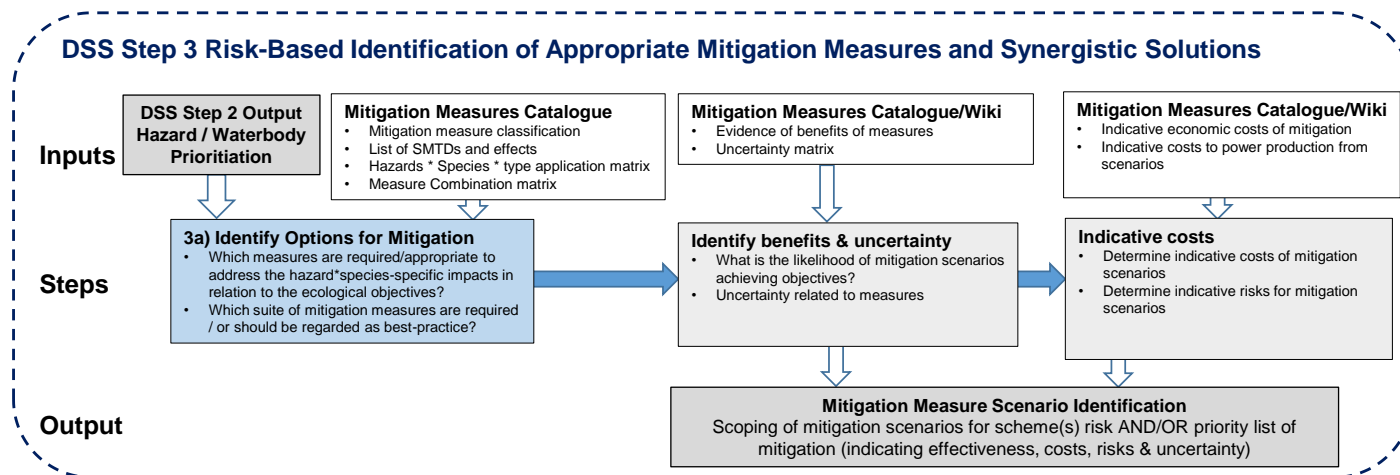 DSS Step 3 Risk-Based Identification of Appropriate Mitigation Measures and Synergistic Solutions
Inputs
DSS Step 2 Output
Hazard / Waterbody
Prioritiation
Mitigation Measures Catalogue
• Mitigation measure classification
• List of SMTDs and effects
• Hazards * Species * type application matrix
• Measure Combination matrix
Mitigation Measures Catalogue/Wiki
• Evidence of benefits of measures
• Uncertainty matrix
Mitigation Measures Catalogue/Wiki
• Indicative economic costs of mitigation
• Indicative costs to power production from
scenarios
Steps
3a) Identify Options for Mitigation
• Which measures are required/appropriate to
address the hazard*species-specific impacts in
relation to the ecological objectives?
• Which suite of mitigation measures are required
/ or should be regarded as best-practice?
Identify benefits & uncertainty
• What is the likelihood of mitigation scenarios
achieving objectives?
• Uncertainty related to measures
Indicative costs
• Determine indicative costs of mitigation
scenarios
• Determine indicative risks for mitigation
scenarios
Output
Mitigation Measure Scenario Identification
Scoping of mitigation scenarios for scheme(s) risk AND/OR priority list of
mitigation (indicating effectiveness, costs, risks & uncertainty)